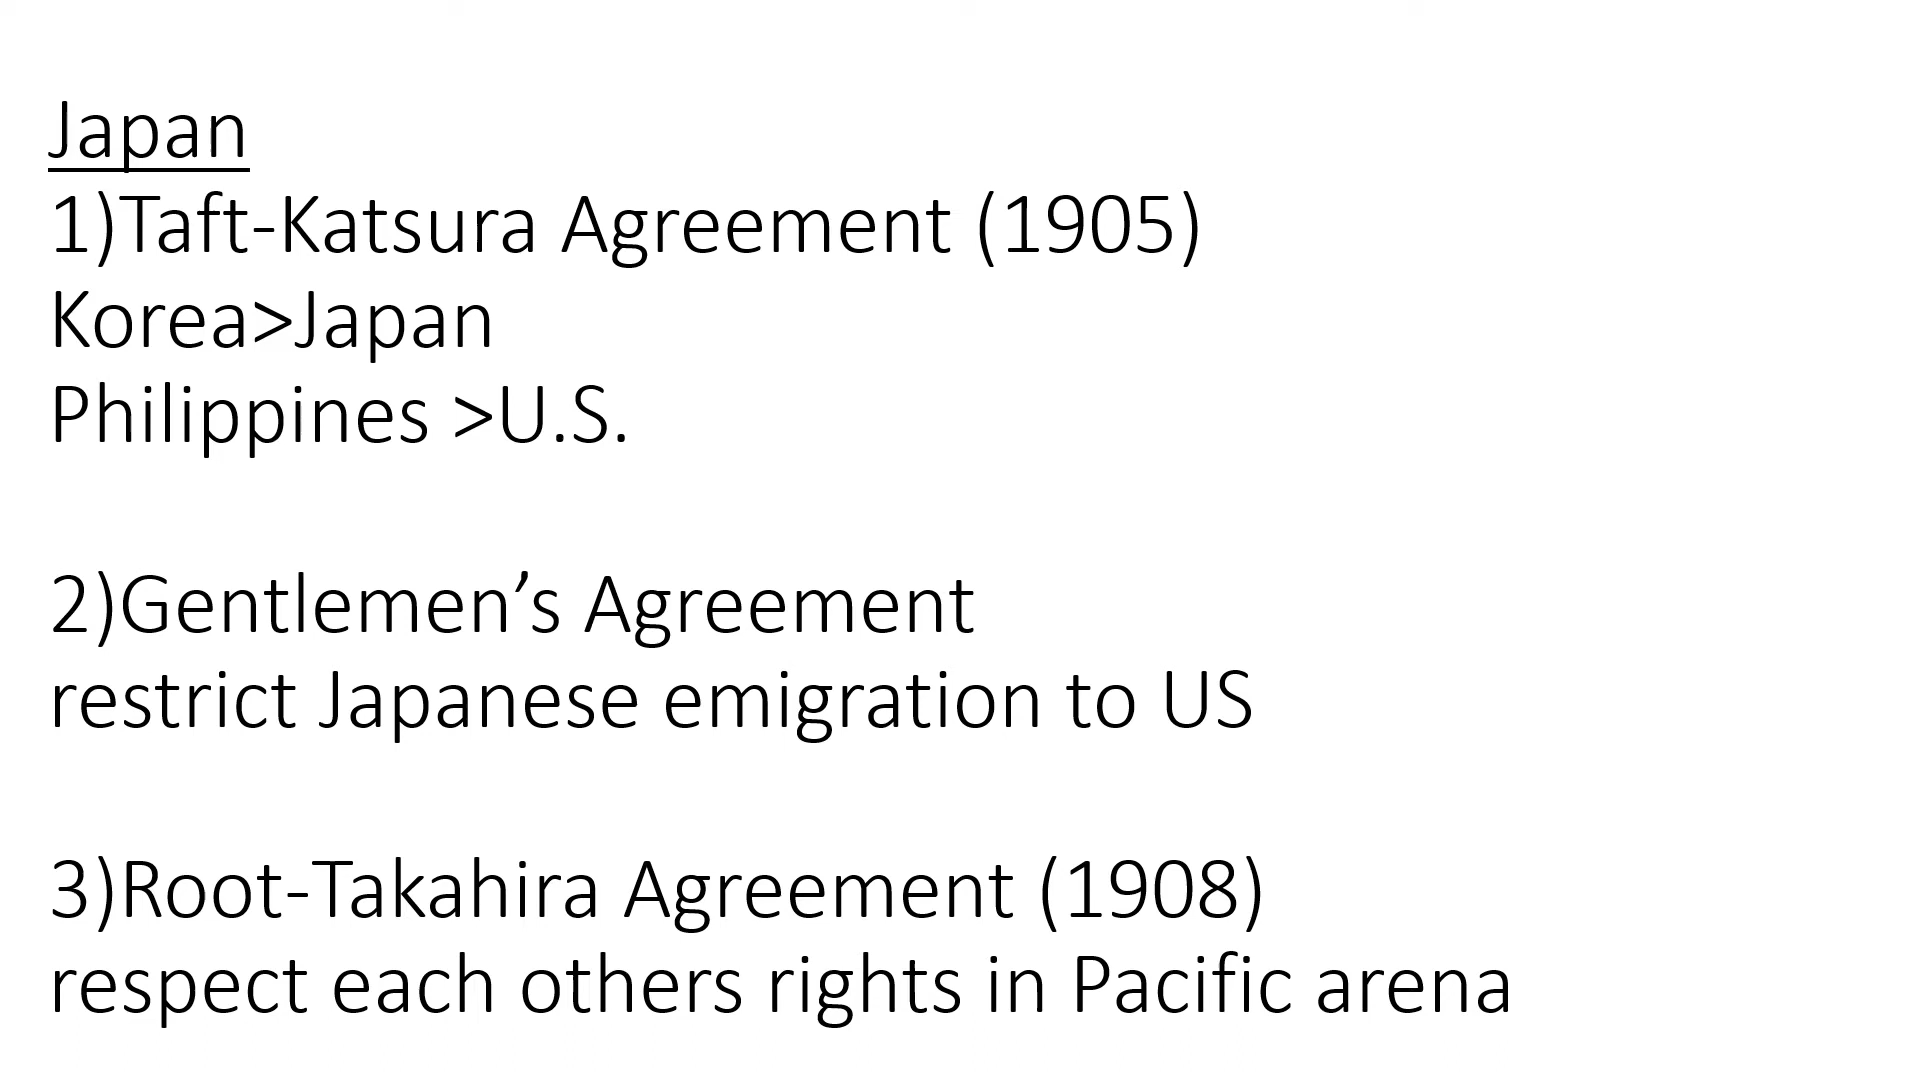 Japan
1)Taft-Katsura Agreement (1905)
Korea>Japan
Philippines >U.S.
2)Gentlemen’s Agreement
restrict Japanese emigration to US
3)Root-Takahira Agreement (1908)
respect each others rights in Pacific arena